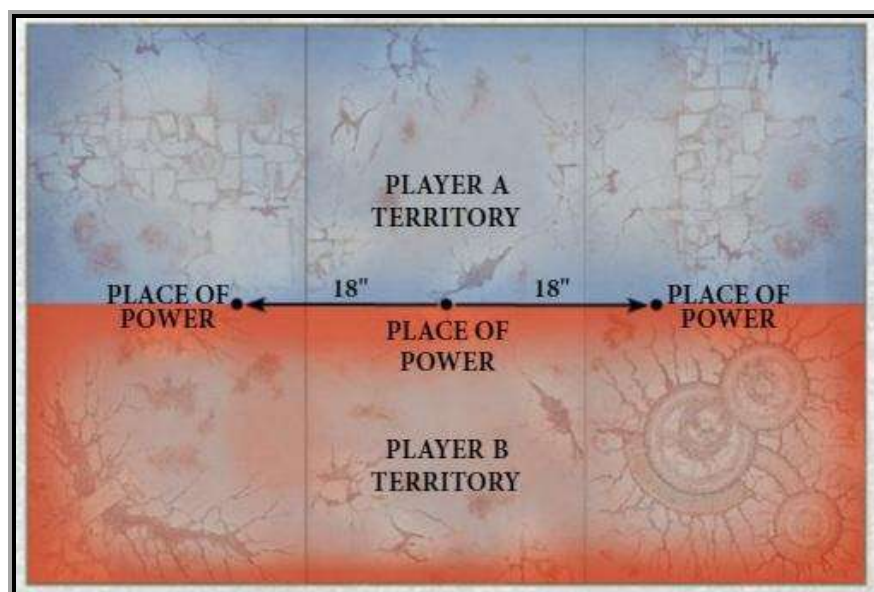 PLAYER A
TERRITORY
18"
18"
PLACE OF
POWER
PLACE OF
POWER
PLACE OF
POWER
PLAYER B
TERRITORY